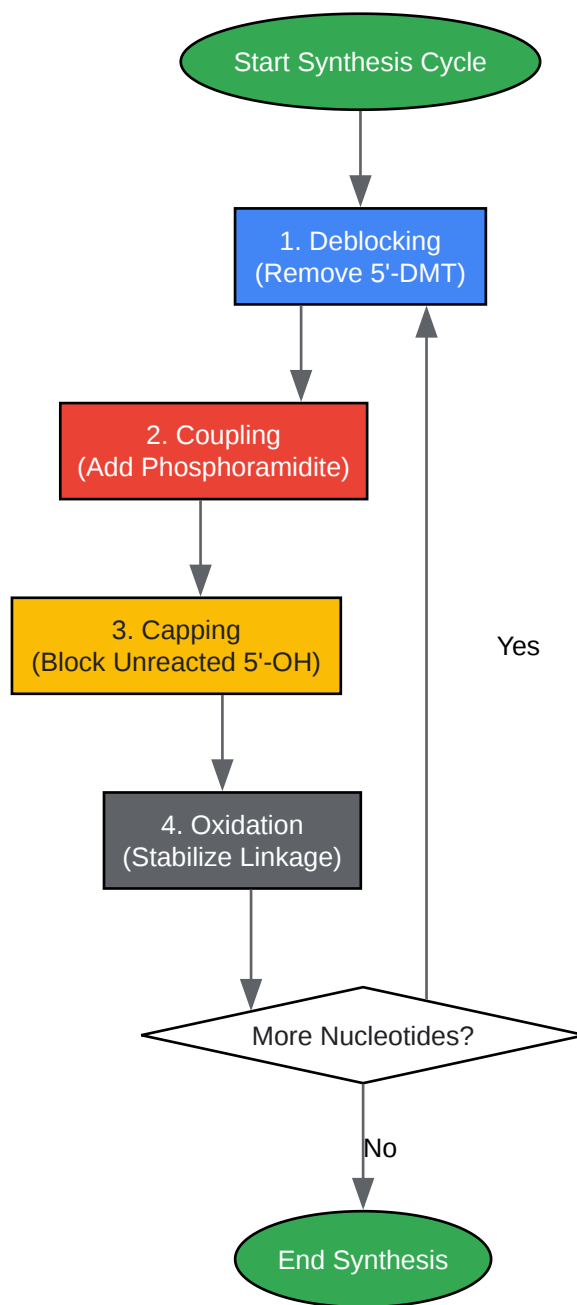 Start Synthesis Cycle
1. Deblocking
(Remove 5'-DMT)
2. Coupling
(Add Phosphoramidite)
3. Capping
(Block Unreacted 5'-OH)
Yes
4. Oxidation
(Stabilize Linkage)
More Nucleotides?
No
End Synthesis